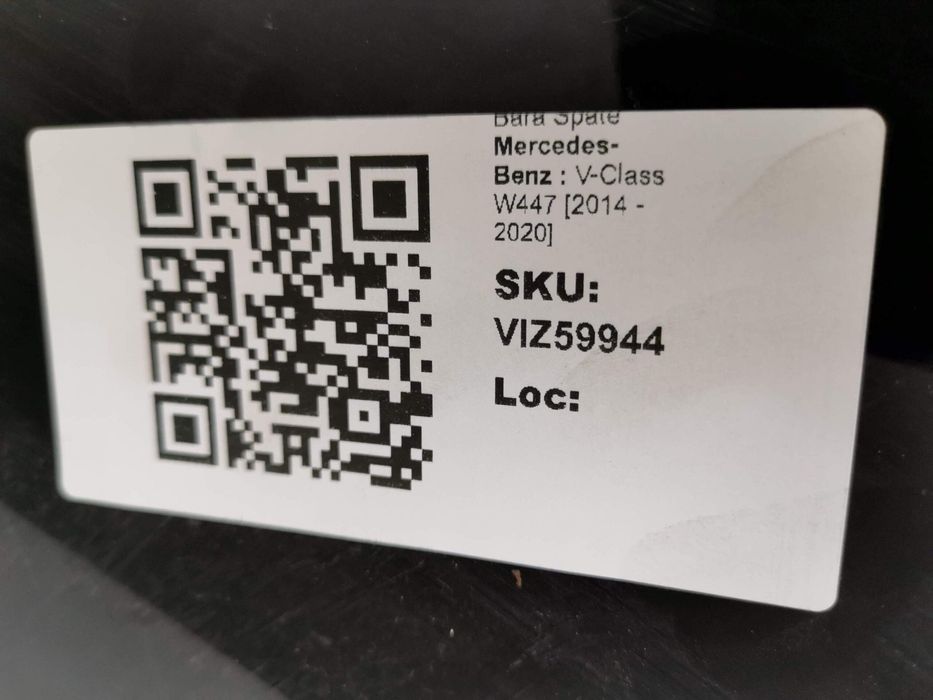 Bara Spate
Mercedes-
Benz : V-Class
W447 [2014 -
2020]
SKU:
VIZ59944
Loc: